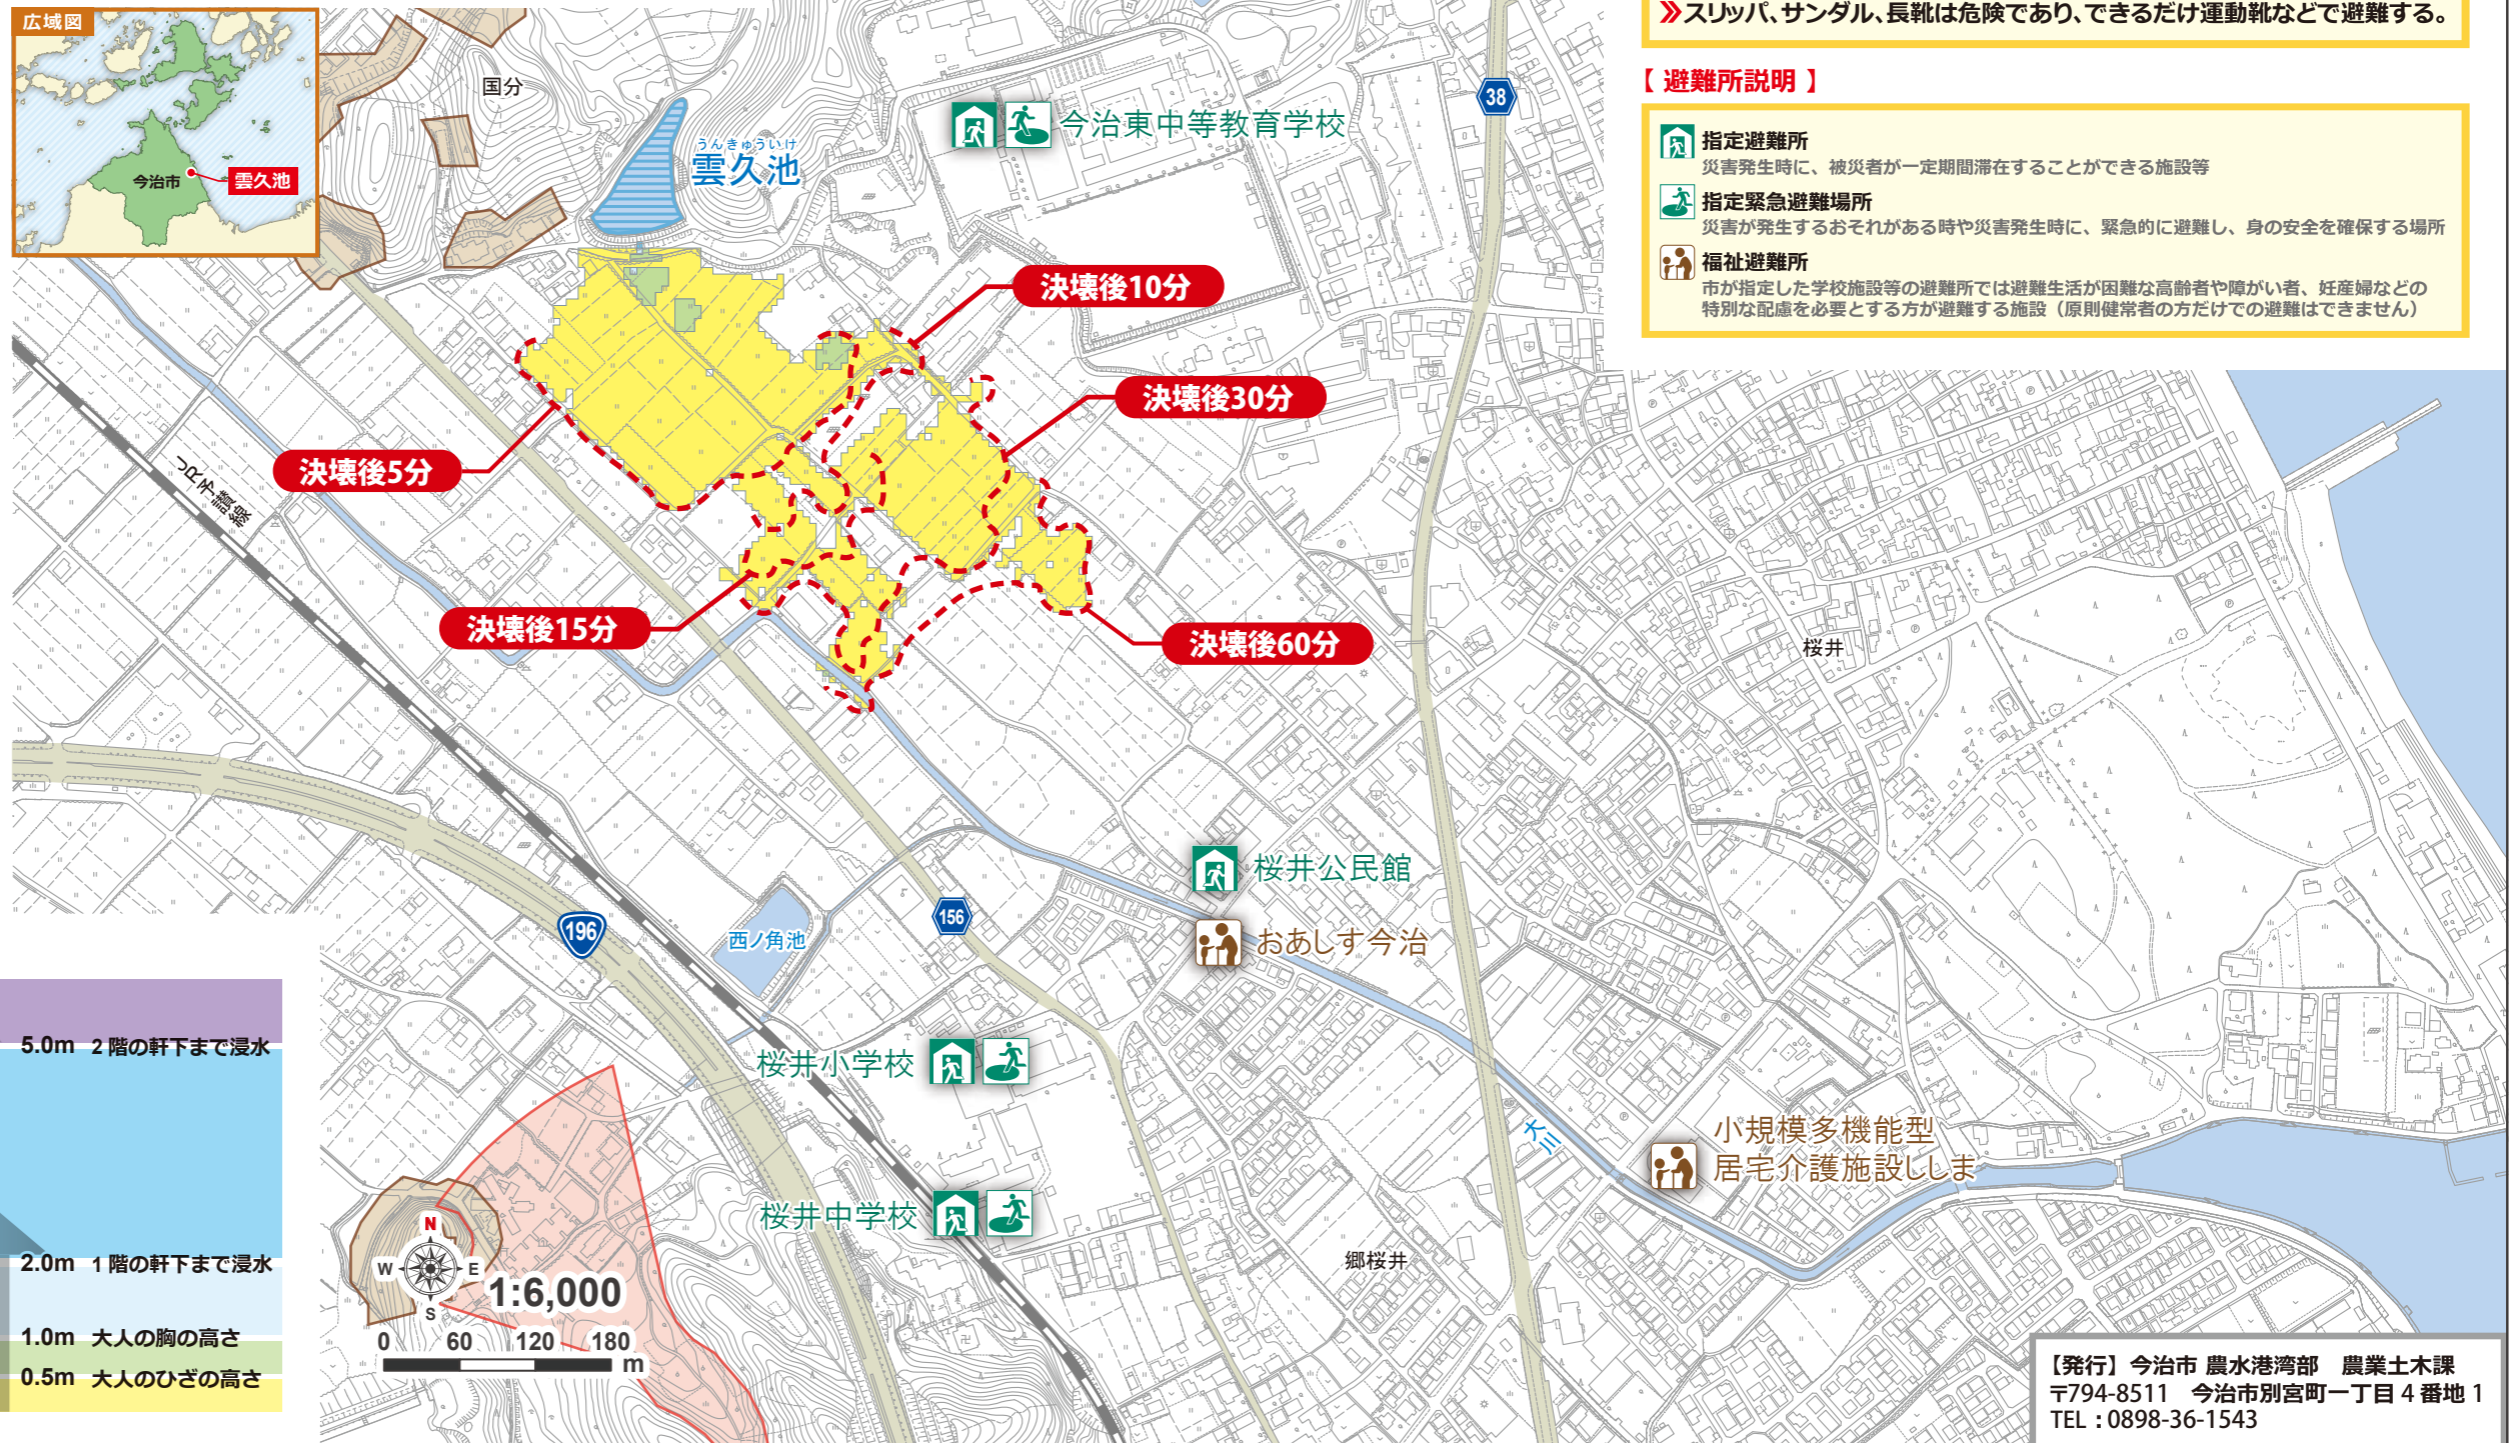 広域図
今治市
雲久池
国分
うんきゅういけ
雲久池
今治東中等教育学校
38
≫スリッパ、サンダル、長靴は危険であり、できるだけ運動靴などで避難する。
【 避難所説明 】
指定避難所
災害発生時に、被災者が一定期間滞在することができる施設等
指定緊急避難場所
災害が発生するおそれがある時や災害発生時に、緊急的に避難し、身の安全を確保する場所
福祉避難所
市が指定した学校施設等の避難所では避難生活が困難な高齢者や障がい者、妊産婦などの
特別な配慮を必要とする方が避難する施設（原則健常者の方だけでの避難はできません）
決壊後10分
決壊後30分
決壊後5分
JR予讃線
決壊後15分
決壊後60分
桜井
桜井公民館
196
156
西ノ角池
おあしす今治
5.0m 2階の軒下まで浸水
桜井小学校
大川
小規模多機能型
居宅介護施設ししま
桜井中学校
郷桜井
2.0m 1階の軒下まで浸水
N
W E
S
1:6,000
1.0m 大人の胸の高さ
0 60 120 180
m
0.5m 大人のひざの高さ
【発行】今治市 農水港湾部　農業土木課
〒794-8511　今治市別宮町一丁目4番地1
TEL：0898-36-1543